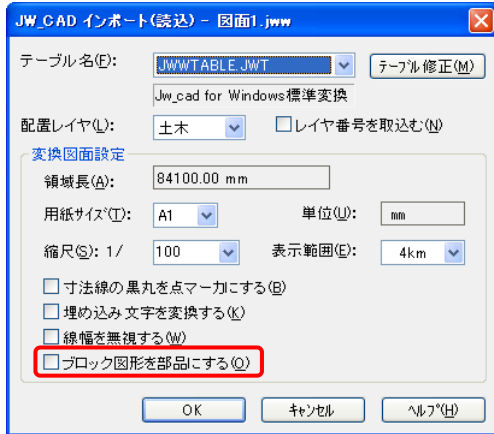 JW_CAD インポート(読込) - 図面1.jww
テーブル名(F): JWWTABLE.JWT テーブル修正(M)
Jw_cad for Windows標準変換
配置レイヤ(L): 土木 レイヤ番号を取込む(N)
変換図面設定
領域長(A): 84100.00 mm
用紙サイズ(T): A1 単位(U): mm
縮尺(S): 1/ 100 表示範囲(E): 4km
寸法線の黒丸を点マーカにする(B)
埋め込み文字を変換する(K)
線幅を無視する(W)
ブロック図形を部品にする(O)
OK キャンセル ヘルプ(H)